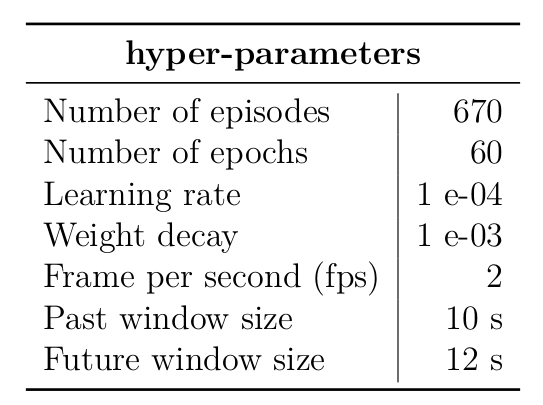 hyper-parameters
Number of episodes 670
Number of epochs 60
Learning rate 1 e-04
Weight decay 1 e-03
Frame per second (fps) 2
Past window size 10 s
Future window size 12 s